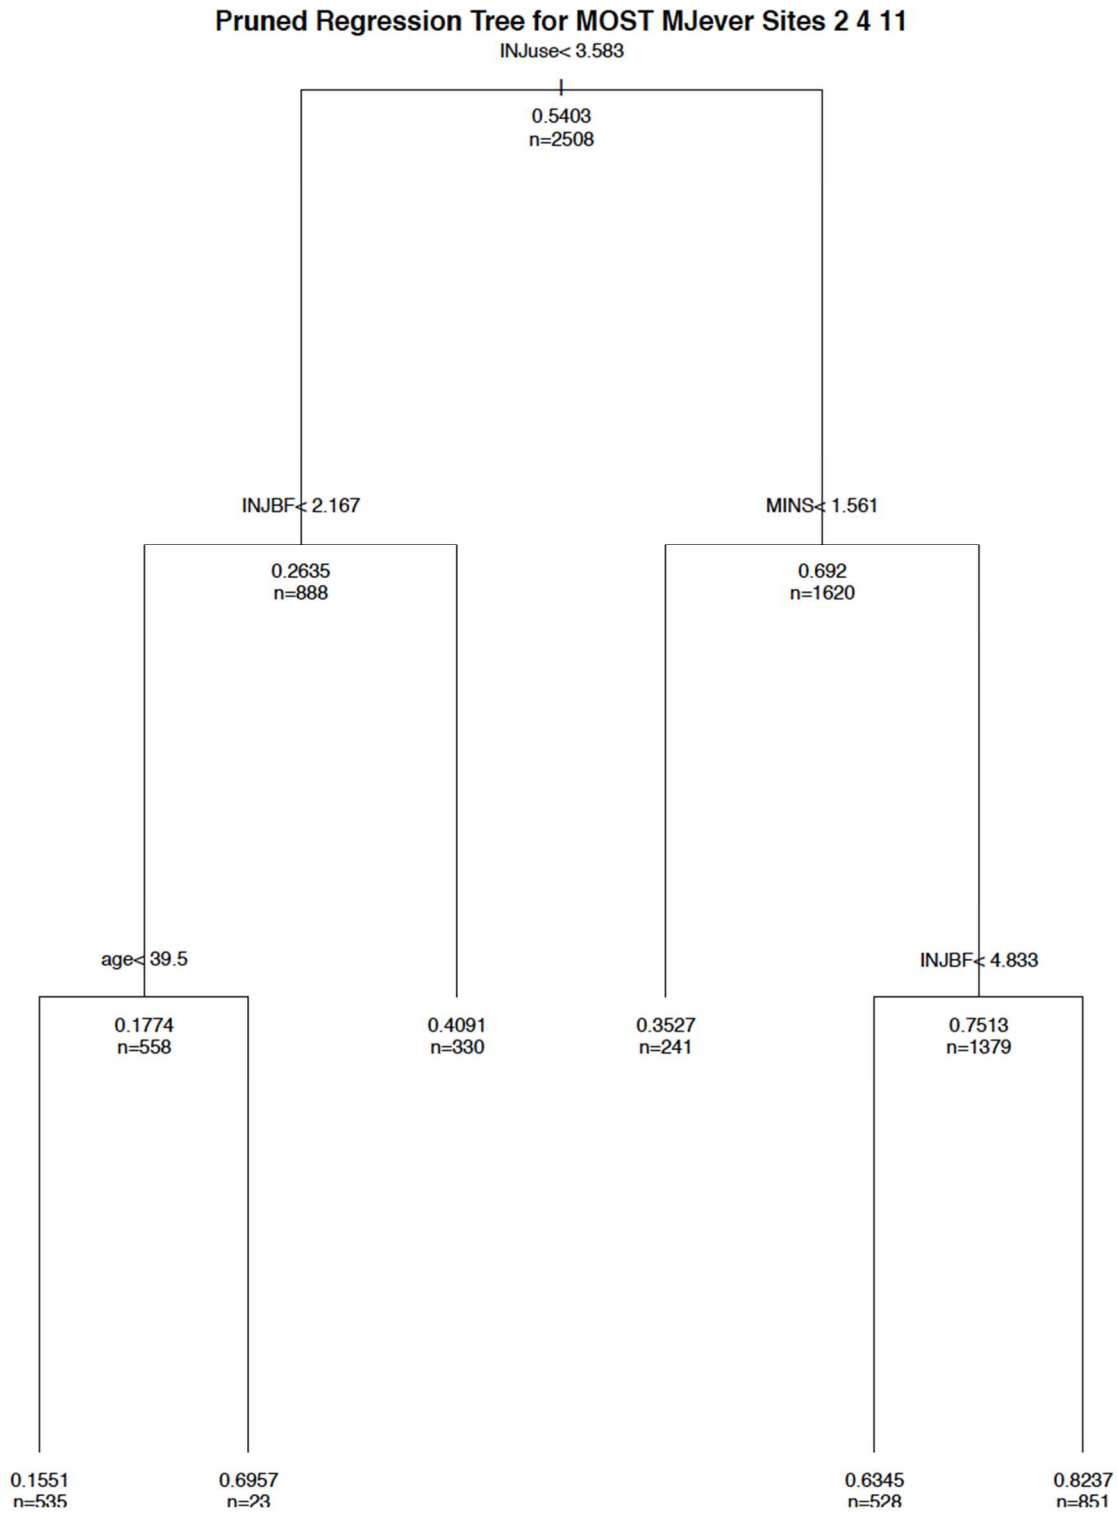 Pruned Regression Tree for MOST MJever Sites 2 4 11
INJuse< 3.583
0.5403
n=2508
INJBF< 2.167
MINS< 1.561
0.2635
n=888
0.692
n=1620
age< 39.5
INJBF< 4.833
0.1774
n=558
0.4091
n=330
0.3527
n=241
0.7513
n=1379
0.1551
n=535
0.6957
n=23
0.6345
n=528
0.8237
n=851